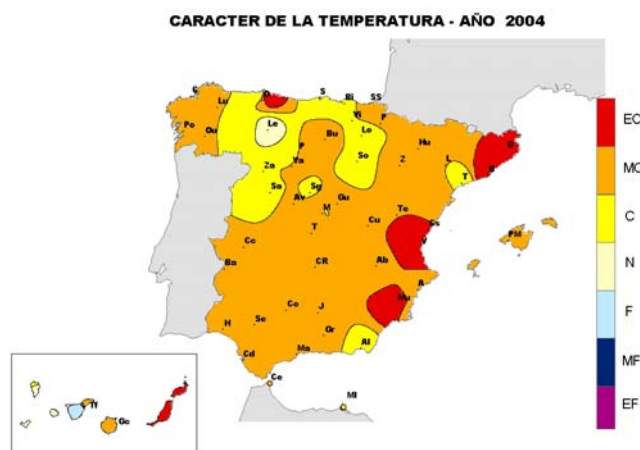 CARACTER DE LA TEMPERATURA - AÑO 2004
C
Lu
O
S
Bi
SS
Po
Ou
Le
Vi
P
Bu
Lo
P
Hu
Va
Za
So
Z
L
T
B
G
Sa
Sg
Av
Gu
M
Te
Cs
Cu
T
V
PM
Cc
Ba
CR
Ab
A
Mu
Co
J
Se
H
Gr
Al
Ma
Cd
Ce
Ml
Tf
Gc
EC
MC
C
N
F
MF
EF